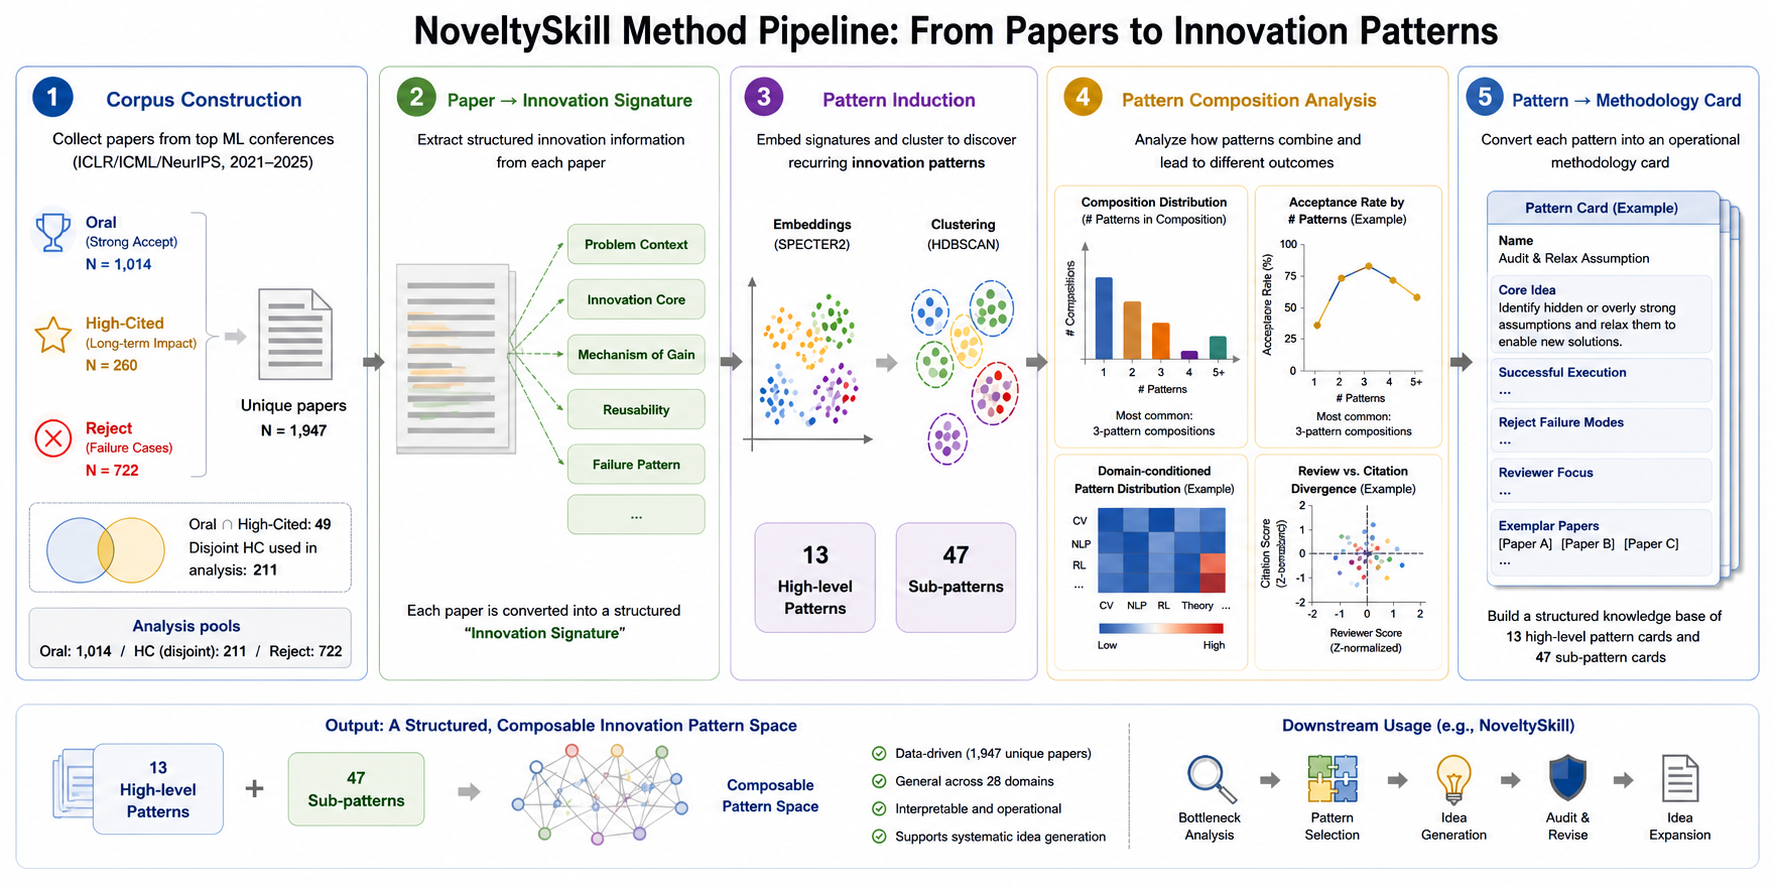 NoveltySkill Method Pipeline: From Papers to Innovation Patterns
1
Corpus Construction
Collect papers from top ML conferences
(ICLR/ICML/NeurIPS, 2021–2025)
Oral
(Strong Accept)
N = 1,014
High-Cited
(Long-term Impact)
N = 260
Reject
(Failure Cases)
N = 722
Unique papers
N = 1,947
Oral ∩ High-Cited: 49
Disjoint HC used in
analysis: 211
Analysis pools
Oral: 1,014 / HC (disjoint): 211 / Reject: 722
2
Paper → Innovation Signature
Extract structured innovation information
from each paper
Problem Context
Innovation Core
Mechanism of Gain
Reusability
Failure Pattern
...
Each paper is converted into a structured
“Innovation Signature”
3
Pattern Induction
Embed signatures and cluster to discover
recurring innovation patterns
Embeddings
(SPECTER2)
Clustering
(HDBSCAN)
13
High-level
Patterns
47
Sub-patterns
4
Pattern Composition Analysis
Analyze how patterns combine and
lead to different outcomes
Composition Distribution
(# Patterns in Composition)
# Compositions
1 2 3 4 5+
# Patterns
Most common:
3-pattern compositions
Acceptance Rate by
# Patterns (Example)
Acceptance Rate (%)
100
75
50
25
0
1 2 3 4 5+
# Patterns
Most common:
3-pattern compositions
Domain-conditioned
Pattern Distribution (Example)
CV
NLP
RL
...
CV NLP RL Theory ...
Low High
Review vs. Citation
Divergence (Example)
Citation Score
2
1
0
-1
-2
-2 -1 0 1 2
Reviewer Score
(Z-normalized)
5
Pattern → Methodology Card
Convert each pattern into an operational
methodology card
Pattern Card (Example)
Name
Audit & Relax Assumption
Core Idea
Identify hidden or overly strong
assumptions and relax them to
enable new solutions.
Successful Execution
...
Reject Failure Modes
...
Reviewer Focus
...
Exemplar Papers
[Paper A] [Paper B] [Paper C]
...
Build a structured knowledge base of
13 high-level pattern cards and
47 sub-pattern cards
Output: A Structured, Composable Innovation Pattern Space
13
High-level
Patterns
+
47
Sub-patterns
Composable
Pattern Space
Data-driven (1,947 unique papers)
General across 28 domains
Interpretable and operational
Supports systematic idea generation
Downstream Usage (e.g., NoveltySkill)
Bottleneck
Analysis
Pattern
Selection
Idea
Generation
Audit &
Revise
Idea
Expansion